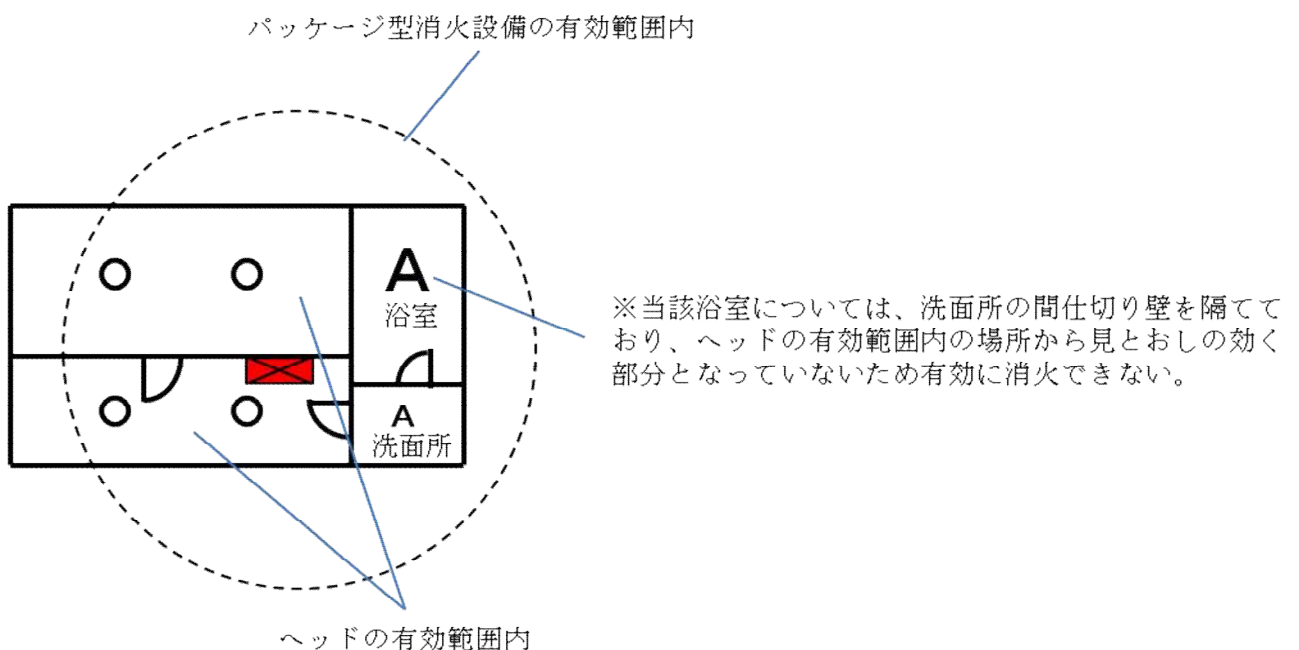 パッケージ型消火設備の有効範囲内
A
浴室
※当該浴室については、洗面所の間仕切り壁を隔てて
おり、ヘッドの有効範囲内の場所から見とおしの効く
部分となっていないため有効に消火できない。
A
洗面所
ヘッドの有効範囲内